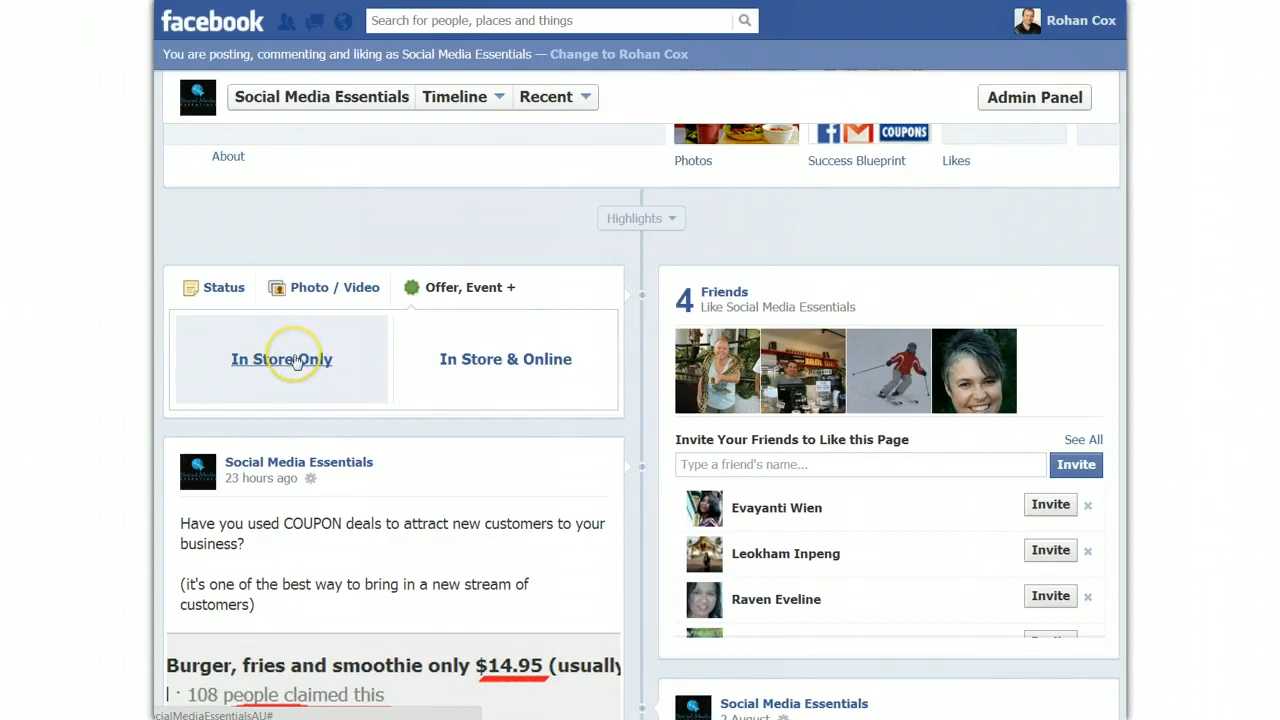 facebook
Search for people, places and things
Rohan Cox
You are posting, commenting and liking as Social Media Essentials — Change to Rohan Cox
Social Media Essentials
Timeline
Recent
Admin Panel
About
COUPONS
Photos
Success Blueprint
Likes
Highlights
Status
Photo / Video
Offer, Event +
In Store Only
In Store & Online
4 Friends
Like Social Media Essentials
Invite Your Friends to Like this Page
See All
Type a friend's name...
Invite
Evayanti Wien
Invite
Leokham Inpeng
Invite
Raven Eveline
Invite
Social Media Essentials
23 hours ago
Have you used COUPON deals to attract new customers to your
business?
(it's one of the best way to bring in a new stream of
customers)
Burger, fries and smoothie only $14.95 (usually
108 people claimed this
Social Media Essentials
2 August
cialMediaEssentialsAU#